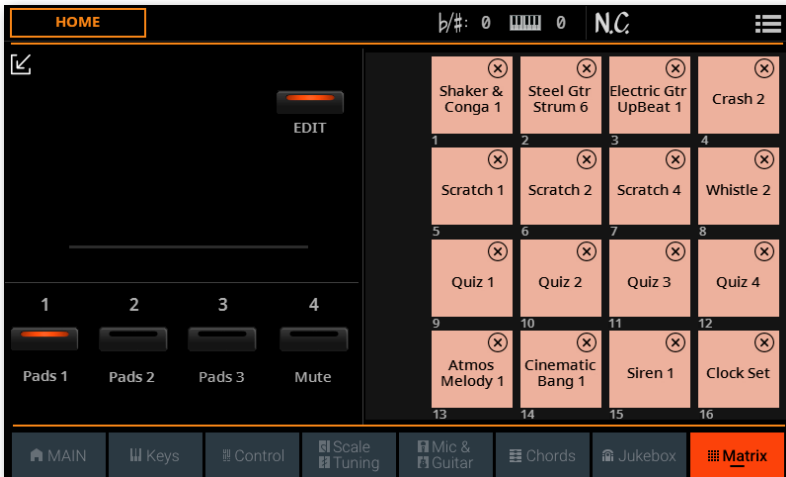 HOME
♭/#: 0
0
N.C.
EDIT
1 2 3 4
Pads 1 Pads 2 Pads 3 Mute
Shaker & Conga 1
Steel Gtr Strum 6
Electric Gtr UpBeat 1
Crash 2
1 2 3 4
Scratch 1
Scratch 2
Scratch 4
Whistle 2
5 6 7 8
Quiz 1
Quiz 2
Quiz 3
Quiz 4
9 10 11 12
Atmos Melody 1
Cinematic Bang 1
Siren 1
Clock Set
13 14 15 16
MAIN
Keys
Control
Scale Tuning
Mic & Guitar
Chords
Jukebox
Matrix